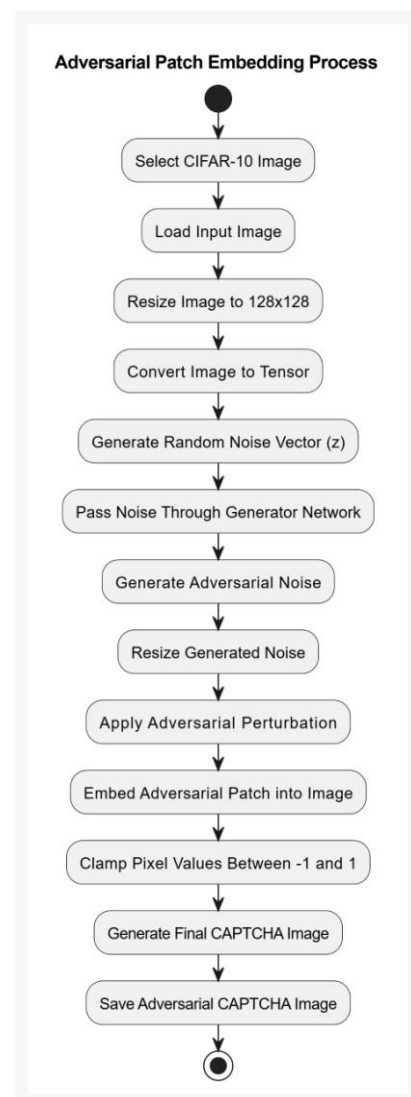 Adversarial Patch Embedding Process
Select CIFAR-10 Image
Load Input Image
Resize Image to 128x128
Convert Image to Tensor
Generate Random Noise Vector (z)
Pass Noise Through Generator Network
Generate Adversarial Noise
Resize Generated Noise
Apply Adversarial Perturbation
Embed Adversarial Patch into Image
Clamp Pixel Values Between -1 and 1
Generate Final CAPTCHA Image
Save Adversarial CAPTCHA Image